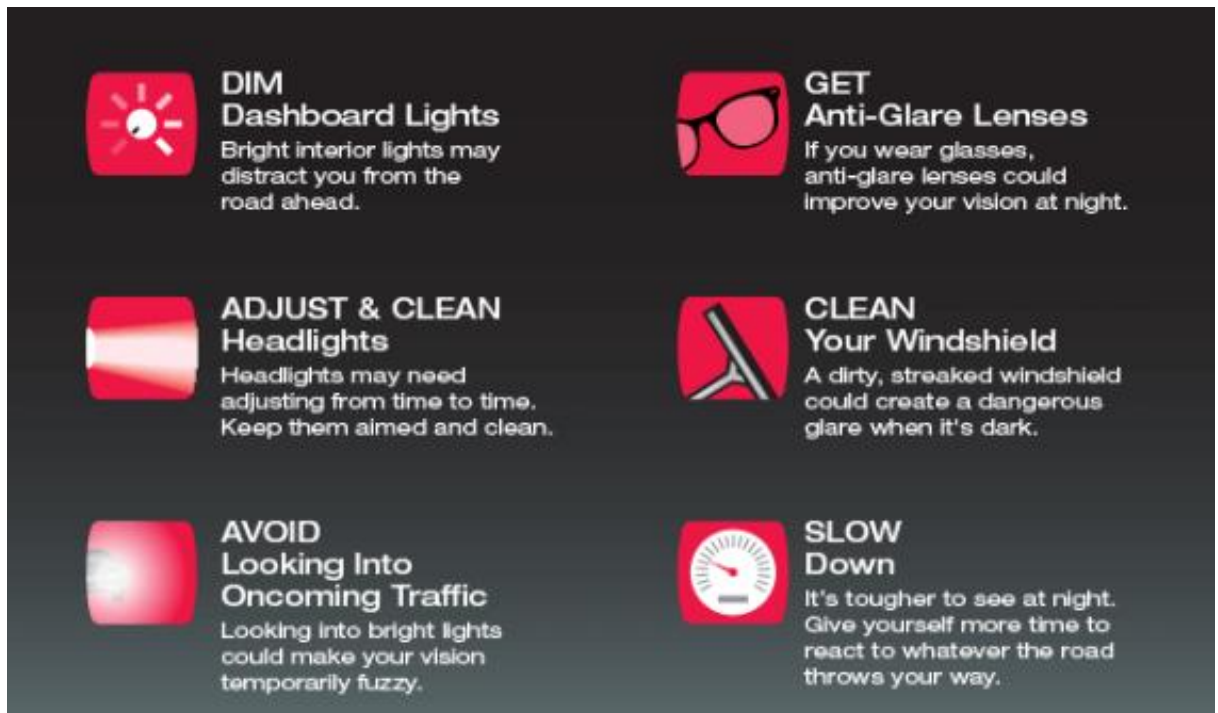 DIM
Dashboard Lights
Bright interior lights may
distract you from the
road ahead.
GET
Anti-Glare Lenses
If you wear glasses,
anti-glare lenses could
improve your vision at night.
ADJUST & CLEAN
Headlights
Headlights may need
adjusting from time to time.
Keep them aimed and clean.
CLEAN
Your Windshield
A dirty, streaked windshield
could create a dangerous
glare when it's dark.
AVOID
Looking Into
Oncoming Traffic
Looking into bright lights
could make your vision
temporarily fuzzy.
SLOW
Down
It's tougher to see at night.
Give yourself more time to
react to whatever the road
throws your way.